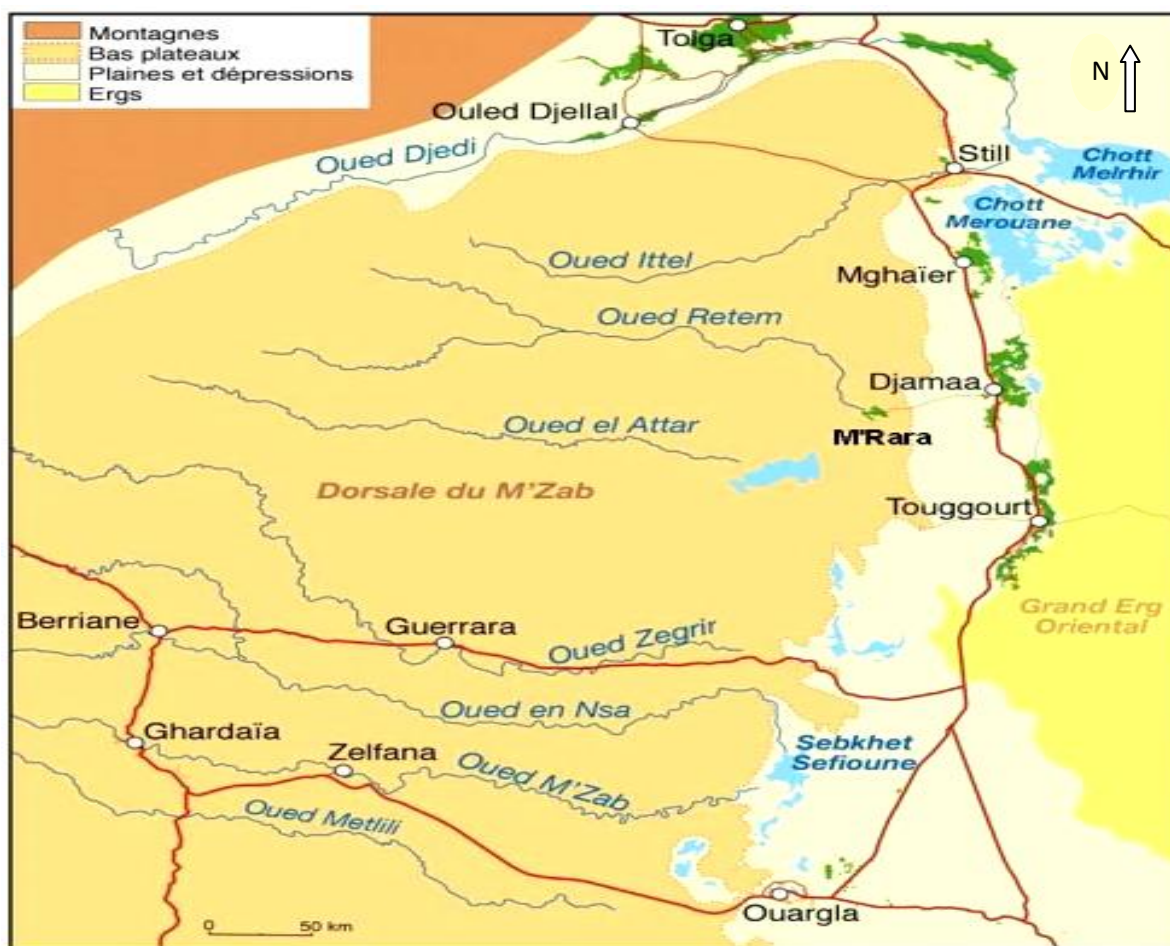 Montagnes
Bas plateaux
Plaines et dépressions
Ergs
Tolga
N
Ouled Djellal
Oued Djedi
Still
Chott
Melrhir
Chott
Merouane
Oued Ittel
Mghaïer
Oued Retem
Djamaa
Oued el Attar
M'Rara
Dorsale du M'Zab
Touggourt
Berriane
Guerrara
Oued Zegrir
Grand Erg
Oriental
Oued en Nsa
Ghardaïa
Zelfana
Oued M'Zab
Sebkhet
Sefioune
Oued Metlili
Ouargla
0 50 km